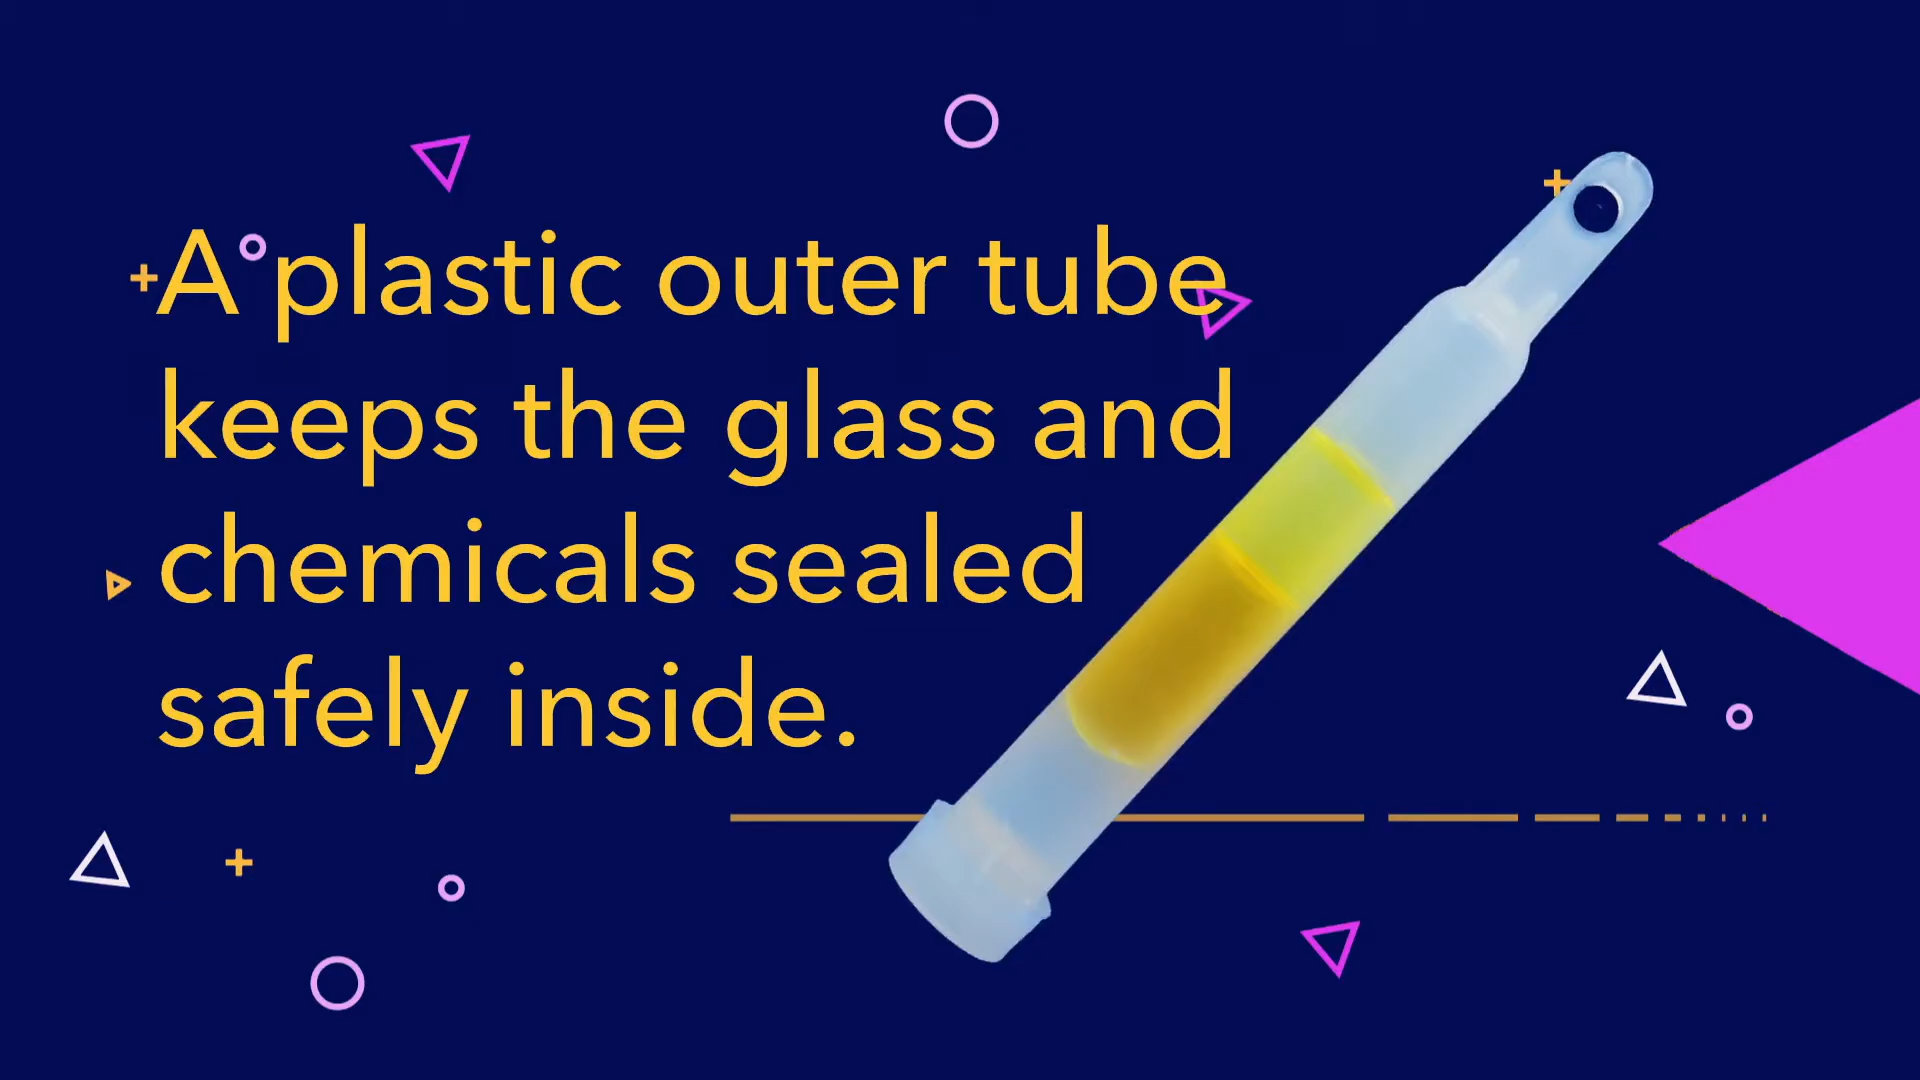 A plastic outer tube
keeps the glass and
chemicals sealed
safely inside.